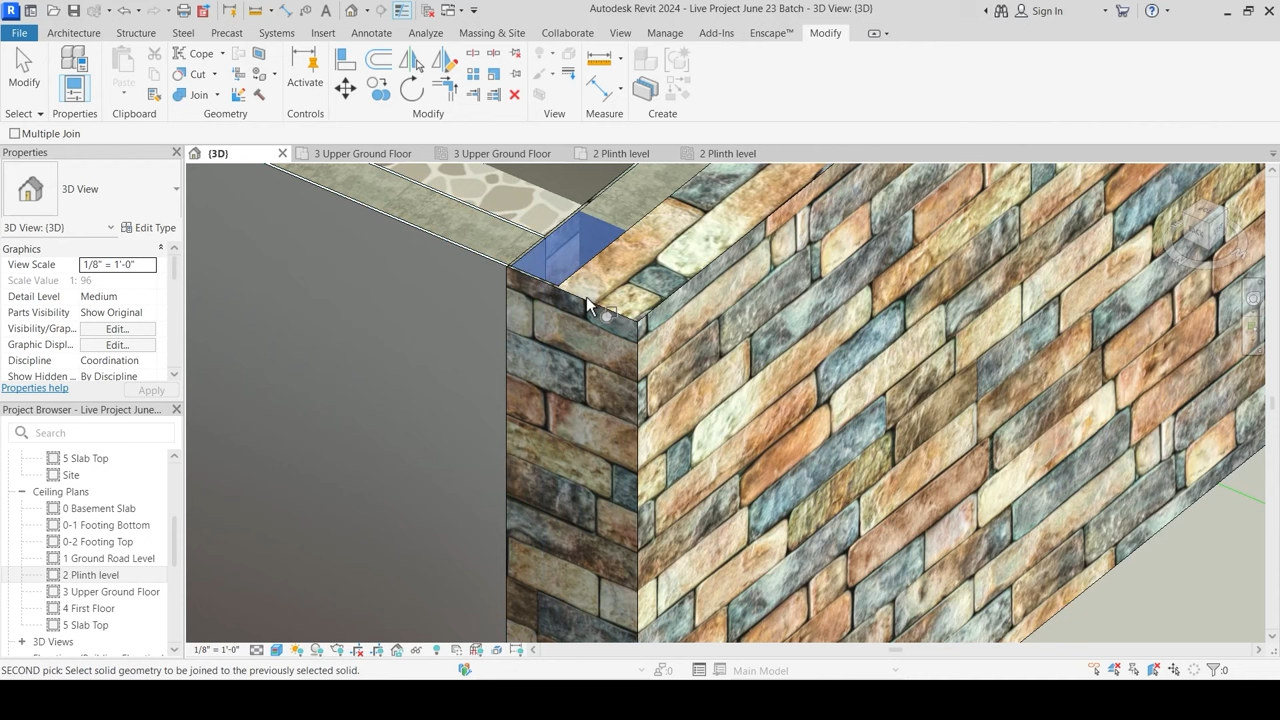 Autodesk Revit 2024 - Live Project June 23 Batch - 3D View: {3D}
Sign In
File
Architecture
Structure
Steel
Precast
Systems
Insert
Annotate
Analyze
Massing & Site
Collaborate
View
Manage
Add-Ins
Enscape™
Modify
Modify
Paste
Cope
Cut
Join
Activate
Select
Properties
Clipboard
Geometry
Controls
Modify
View
Measure
Create
Multiple Join
Properties
{3D}
3 Upper Ground Floor
3 Upper Ground Floor
2 Plinth level
2 Plinth level
3D View
3D View: {3D}
Edit Type
Graphics
View Scale
1/8" = 1'-0"
Scale Value 1:
96
Detail Level
Medium
Parts Visibility
Show Original
Visibility/Grap...
Edit...
Graphic Displ...
Edit...
Discipline
Coordination
Show Hidden ...
By Discipline
Properties help
Apply
Project Browser - Live Project June...
Search
5 Slab Top
Site
Ceiling Plans
0 Basement Slab
0-1 Footing Bottom
0-2 Footing Top
1 Ground Road Level
2 Plinth level
3 Upper Ground Floor
4 First Floor
5 Slab Top
3D Views
1/8" = 1'-0"
SECOND pick: Select solid geometry to be joined to the previously selected solid.
:0
Main Model
:0